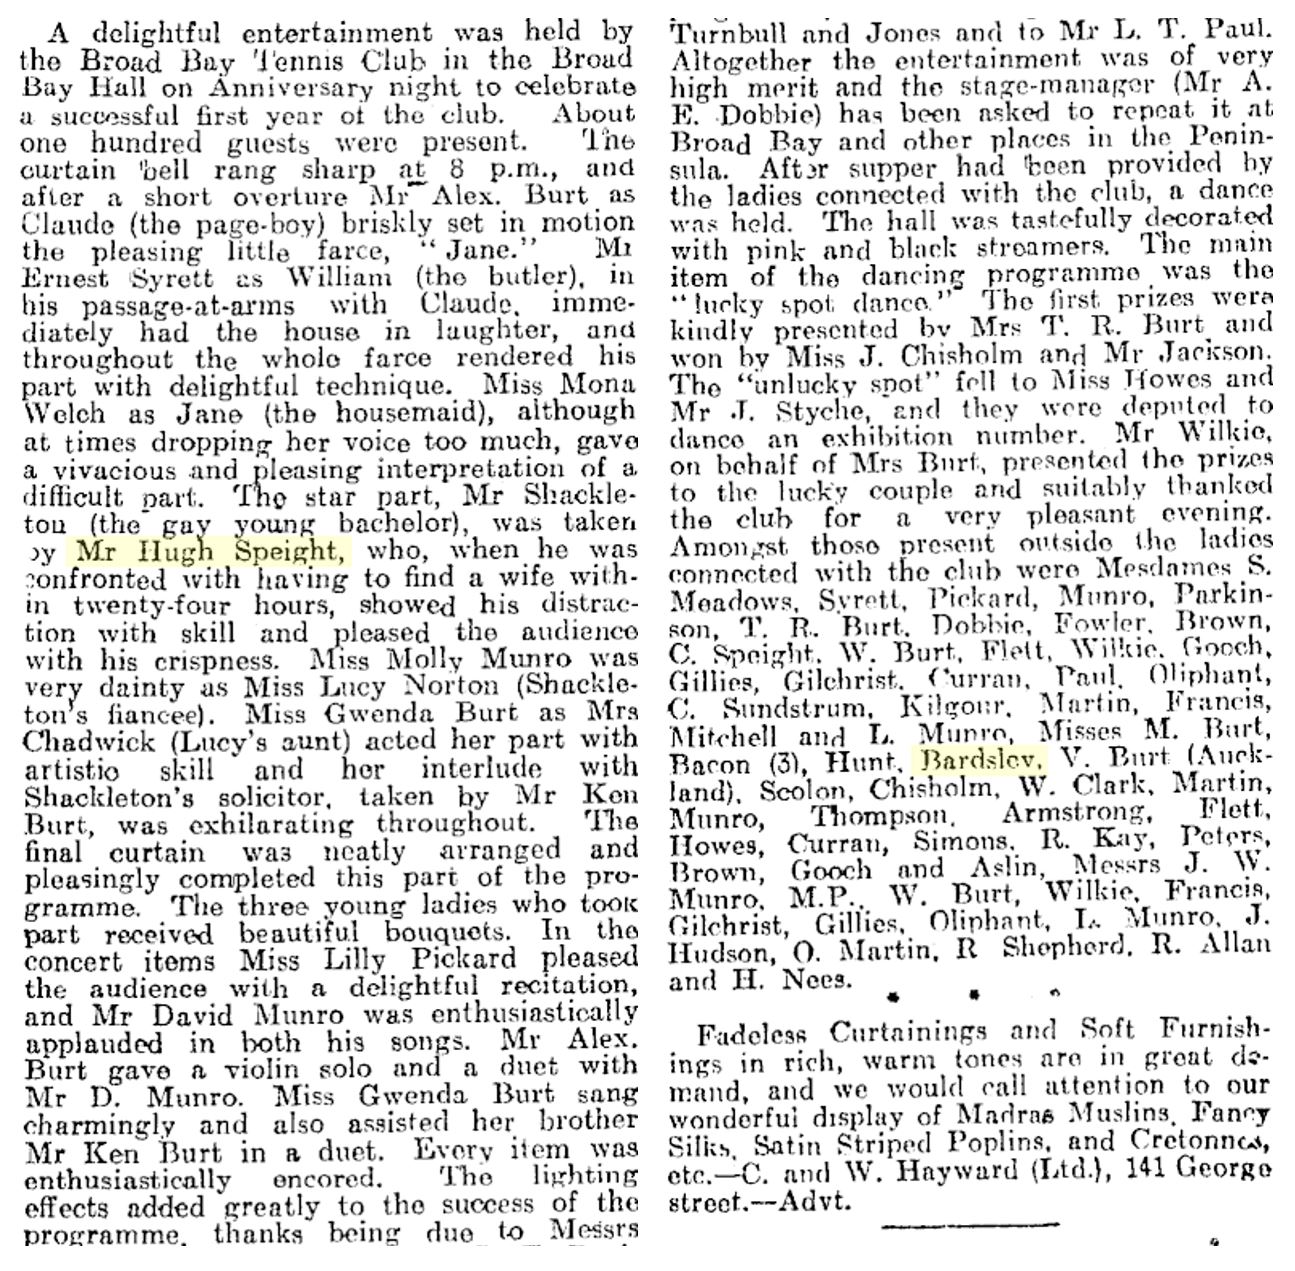 A delightful entertainment was held by
the Broad Bay Tennis Club in the Broad
Bay Hall on Anniversary night to celebrate
a successful first year of the club. About
one hundred guests were present. The
curtain bell rang sharp at 8 p.m., and
after a short overture Mr Alex. Burt as
Claude (the page-boy) briskly set in motion
the pleasing little farce, "Jane." Mr
Ernest Syrett as William (the butler), in
his passage-at-arms with Claude, imme-
diately had the house in laughter, and
throughout the whole farce rendered his
part with delightful technique. Miss Mona
Welch as Jane (the housemaid), although
at times dropping her voice too much, gave
a vivacious and pleasing interpretation of a
difficult part. The star part, Mr Shackle-
ton (the gay young bachelor), was taken
by Mr Hugh Speight, who, when he was
confronted with having to find a wife with-
in twenty-four hours, showed his distrac-
tion with skill and pleased the audience
with his crispness. Miss Molly Munro was
very dainty as Miss Lucy Norton (Shackle-
ton's fiancee). Miss Gwenda Burt as Mrs
Chadwick (Lucy's aunt) acted her part with
artistic skill and her interlude with
Shackleton's solicitor, taken by Mr Ken
Burt, was exhilarating throughout. The
final curtain was neatly arranged and
pleasingly completed this part of the pro-
gramme. The three young ladies who took
part received beautiful bouquets. In the
concert items Miss Lilly Pickard pleased
the audience with a delightful recitation,
and Mr David Munro was enthusiastically
applauded in both his songs. Mr Alex.
Burt gave a violin solo and a duet with
Mr D. Munro. Miss Gwenda Burt sang
charmingly and also assisted her brother
Mr Ken Burt in a duet. Every item was
enthusiastically encored. The lighting
effects added greatly to the success of the
programme, thanks being due to Messrs
Turnbull and Jones and to Mr L. T. Paul.
Altogether the entertainment was of very
high merit and the stage-manager (Mr A.
E. Dobbie) has been asked to repeat it at
Broad Bay and other places in the Penin-
sula. After supper had been provided by
the ladies connected with the club, a dance
was held. The hall was tastefully decorated
with pink and black streamers. The main
item of the dancing programme was the
"lucky spot dance." The first prizes were
kindly presented by Mrs T. R. Burt and
won by Miss J. Chisholm and Mr Jackson.
The "unlucky spot" fell to Miss Howes and
Mr J. Styche, and they were deputed to
dance an exhibition number. Mr Wilkie,
on behalf of Mrs Burt, presented the prizes
to the lucky couple and suitably thanked
the club for a very pleasant evening.
Amongst those present outside the ladies
connected with the club were Mesdames S.
Meadows, Syrett, Pickard, Munro, Parkin-
son, T. R. Burt, Dobbie, Fowler, Brown,
C. Speight, W. Burt, Flett, Wilkie, Gooch,
Gillies, Gilchrist, Curran, Paul, Oliphant,
C. Sundstrum, Kilgour, Martin, Francis,
Mitchell and L. Munro, Misses M. Burt,
Bacon (3), Hunt, Bardsley, V. Burt (Auck-
land), Scolon, Chisholm, W. Clark, Martin,
Munro, Thompson, Armstrong, Flett,
Howes, Curran, Simons, R. Kay, Peters,
Brown, Gooch and Aslin, Messrs J. W.
Munro, M.P., W. Burt, Wilkie, Francis,
Gilchrist, Gillies, Oliphant, L. Munro, J.
Hudson, O. Martin, R Shepherd, R. Allan
and H. Nees.
Fadeless Curtainings and Soft Furnish-
ings in rich, warm tones are in great de-
mand, and we would call attention to our
wonderful display of Madras Muslins, Fancy
Silks, Satin Striped Poplins, and Cretonnes,
etc.—C. and W. Hayward (Ltd.), 141 George
street.—Advt.